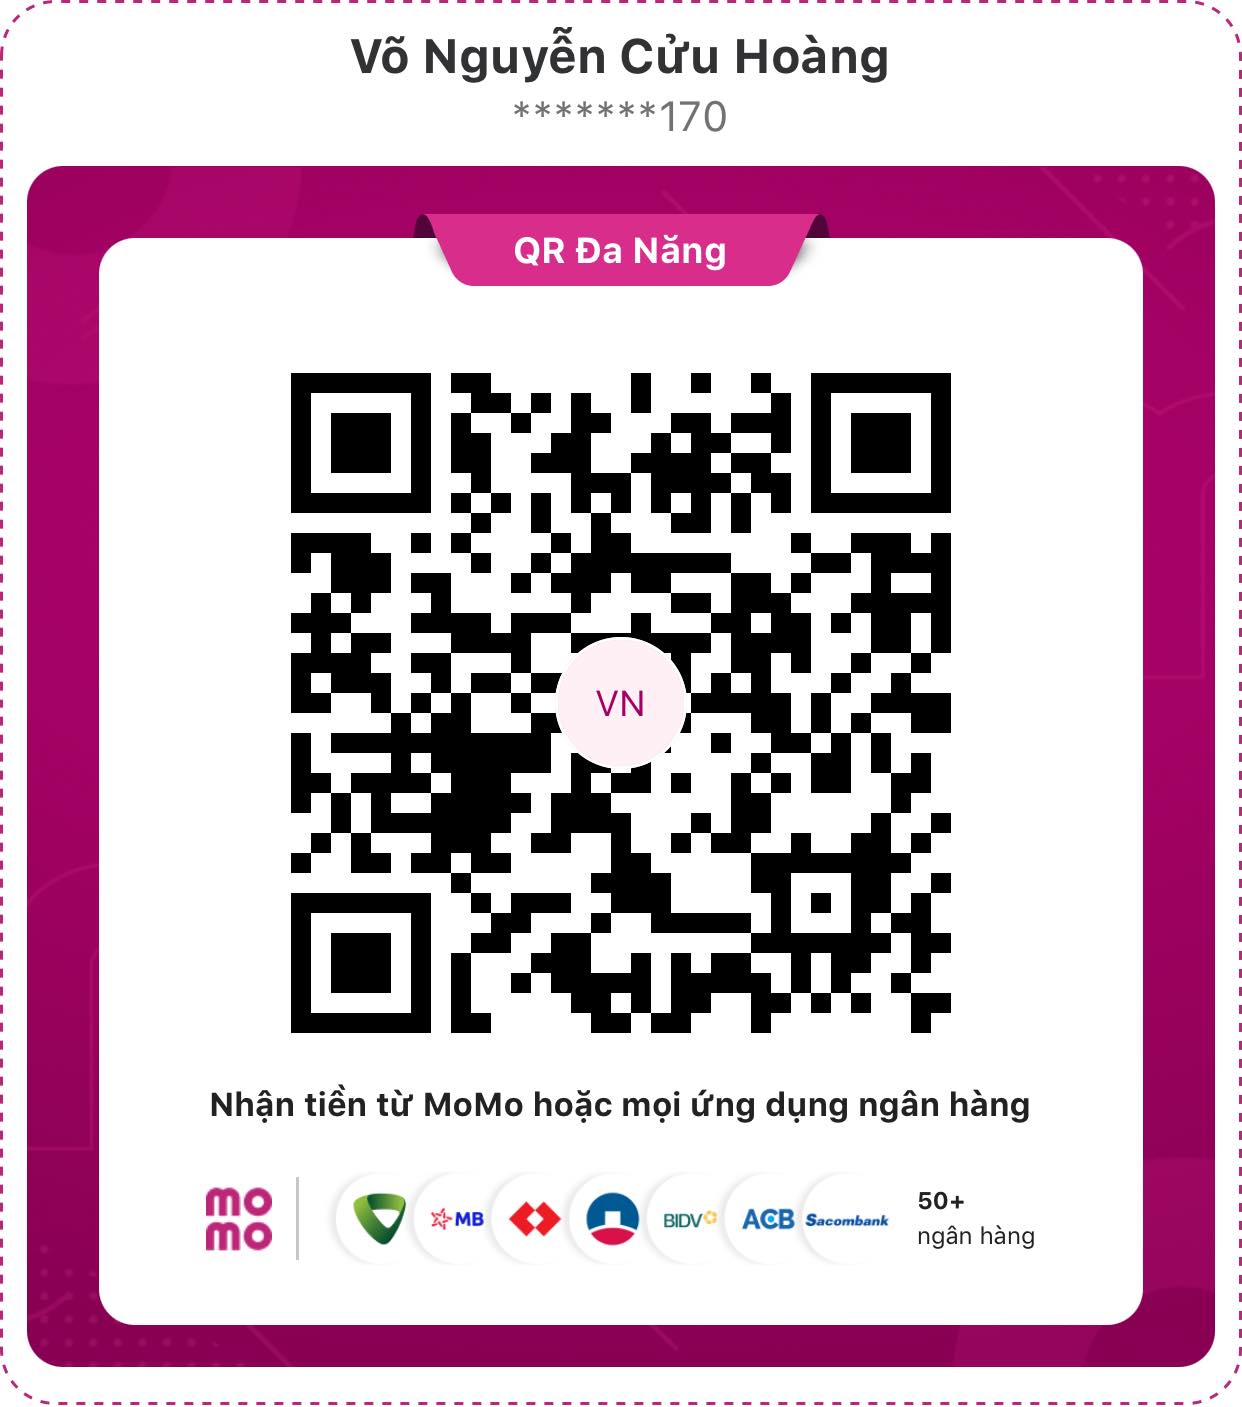 Võ Nguyễn Cửu Hoàng
*******170
QR Đa Năng
VN
Nhận tiền từ MoMo hoặc mọi ứng dụng ngân hàng
mo
mo
MB
BIDV
ACB
Sacombank
50+
ngân hàng